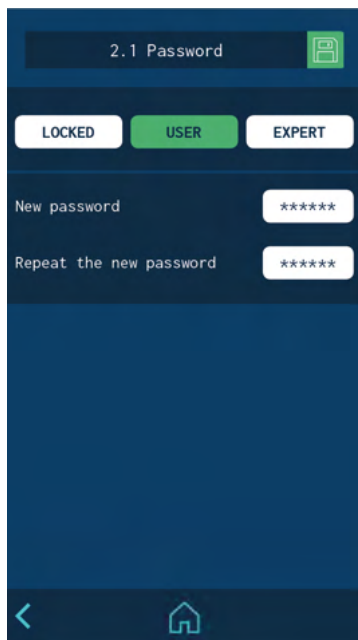 2.1 Password
LOCKED USER EXPERT
New password ******
Repeat the new password ******